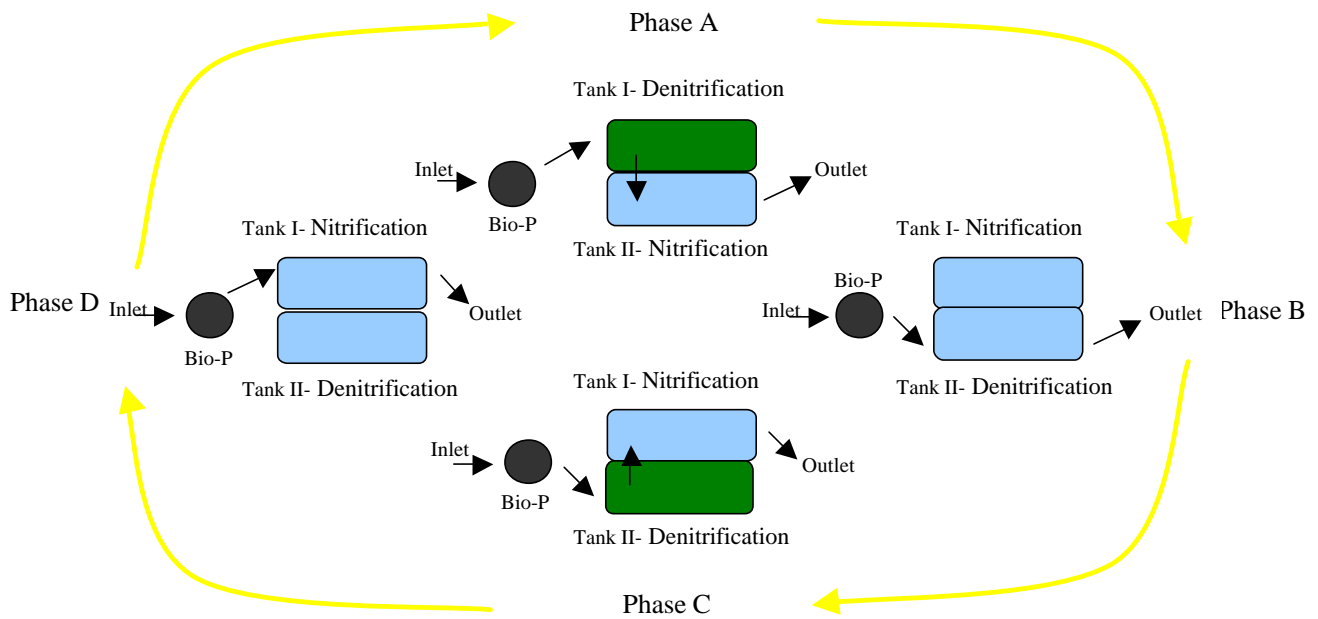 Phase A
Tank I- Denitrification
Inlet
Bio-P
Outlet
Tank II- Nitrification
Tank I- Nitrification
Phase D
Inlet
Bio-P
Outlet
Tank II- Denitrification
Tank I- Nitrification
Bio-P
Inlet
Outlet
Phase B
Tank II- Denitrification
Tank I- Nitrification
Inlet
Bio-P
Outlet
Tank II- Denitrification
Phase C